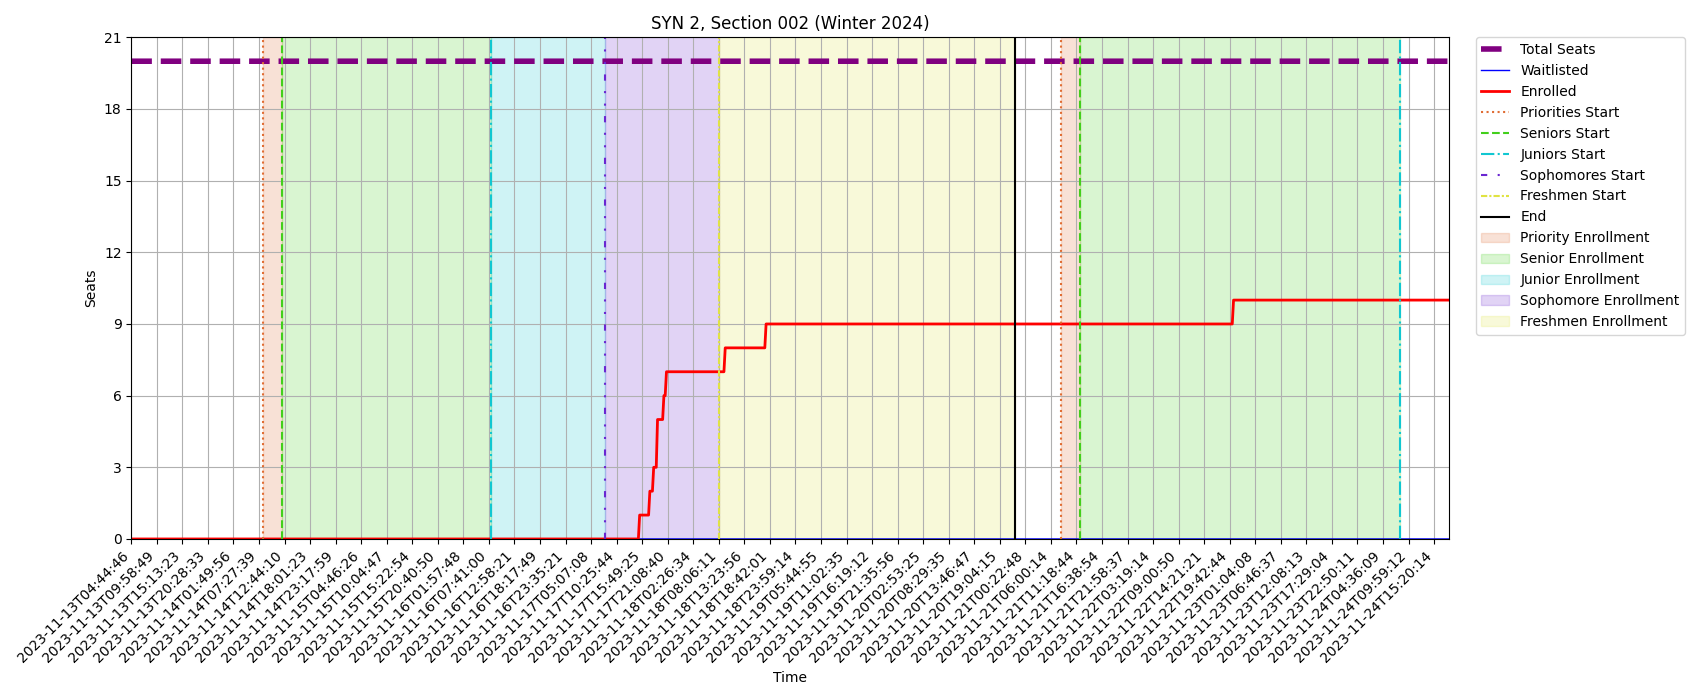 SYN 2, Section 002 (Winter 2024)
21
18
15
12
9
6
3
0
Seats
2023-11-13T04:44:46
2023-11-13T09:58:49
2023-11-13T15:13:23
2023-11-13T20:28:33
2023-11-14T01:49:56
2023-11-14T07:27:39
2023-11-14T12:44:10
2023-11-14T18:01:23
2023-11-14T23:17:59
2023-11-15T04:46:26
2023-11-15T10:04:47
2023-11-15T15:22:54
2023-11-15T20:40:50
2023-11-16T01:57:48
2023-11-16T07:41:00
2023-11-16T12:58:21
2023-11-16T18:17:49
2023-11-16T23:35:21
2023-11-17T05:07:08
2023-11-17T10:25:44
2023-11-17T15:49:25
2023-11-17T21:08:40
2023-11-18T02:26:34
2023-11-18T08:06:11
2023-11-18T13:23:56
2023-11-18T18:42:01
2023-11-18T23:59:14
2023-11-19T05:44:55
2023-11-19T11:02:35
2023-11-19T16:19:12
2023-11-19T21:35:56
2023-11-20T02:53:25
2023-11-20T08:29:35
2023-11-20T13:46:47
2023-11-20T19:04:15
2023-11-21T00:22:48
2023-11-21T06:00:14
2023-11-21T11:18:44
2023-11-21T16:38:54
2023-11-21T21:58:37
2023-11-22T03:19:14
2023-11-22T09:00:50
2023-11-22T14:21:21
2023-11-22T19:42:44
2023-11-23T01:04:08
2023-11-23T06:46:37
2023-11-23T12:08:13
2023-11-23T17:29:04
2023-11-23T22:50:11
2023-11-24T04:36:09
2023-11-24T09:59:12
2023-11-24T15:20:14
Time
Total Seats
Waitlisted
Enrolled
Priorities Start
Seniors Start
Juniors Start
Sophomores Start
Freshmen Start
End
Priority Enrollment
Senior Enrollment
Junior Enrollment
Sophomore Enrollment
Freshmen Enrollment